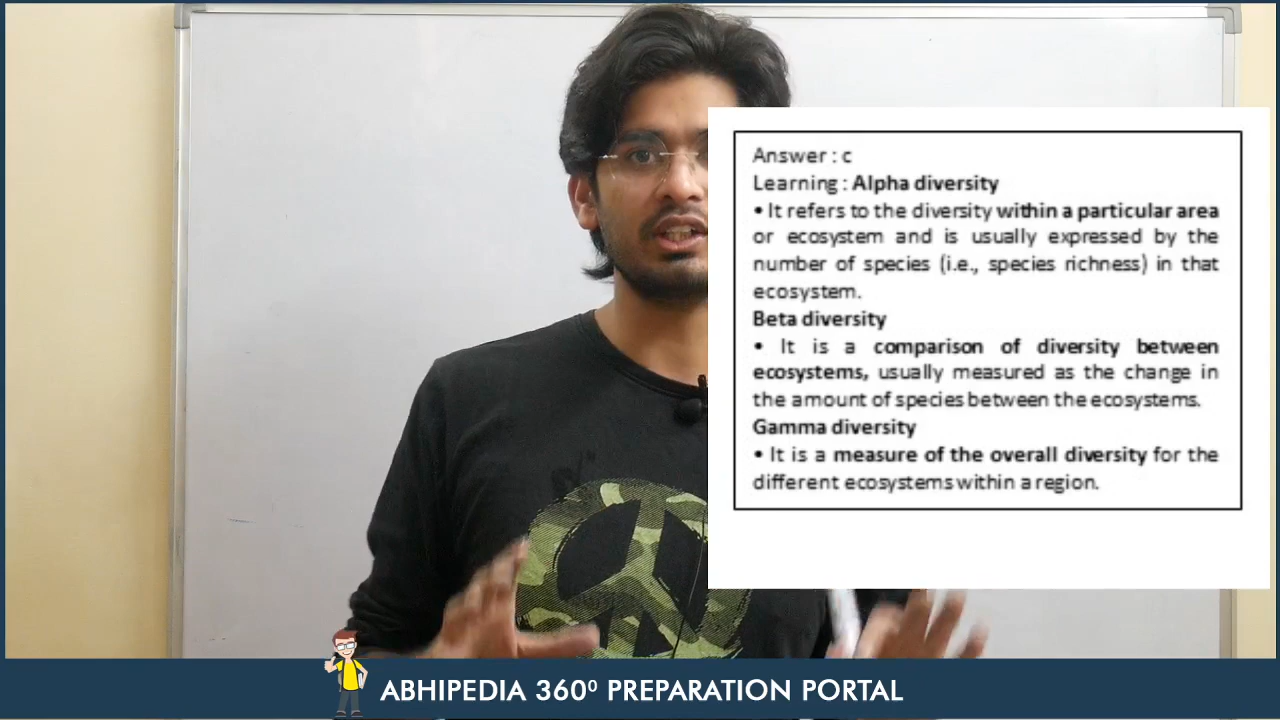 Answer : c
Learning : Alpha diversity
• It refers to the diversity within a particular area
or ecosystem and is usually expressed by the
number of species (i.e., species richness) in that
ecosystem.
Beta diversity
• It is a comparison of diversity between
ecosystems, usually measured as the change in
the amount of species between the ecosystems.
Gamma diversity
• It is a measure of the overall diversity for the
different ecosystems within a region.
ABHIPEDIA 360⁰ PREPARATION PORTAL